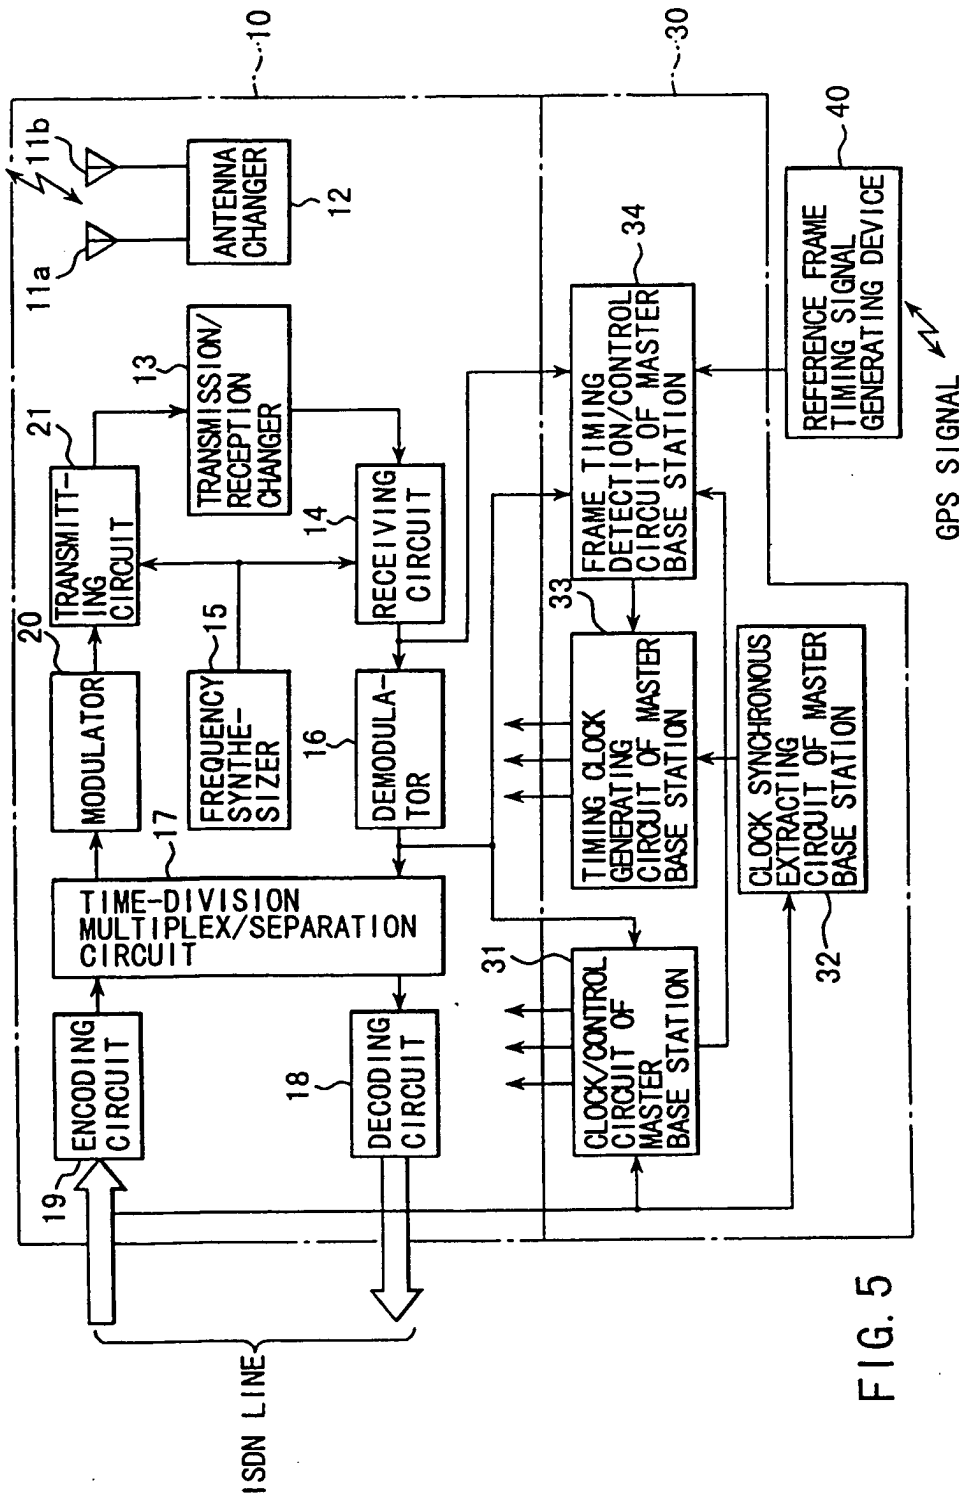 10
11b
11a
ANTENNA
CHANGER
12
TRANSMISSION/
RECEPTION
CHANGER
13
21
TRANSMITT-
ING
CIRCUIT
14
RECEIVING
CIRCUIT
20
MODULATOR
FREQUENCY
SYNTHE-
SIZER
15
16
DEMODULA-
TOR
17
TIME-DIVISION
MULTIPLEX/SEPARATION
CIRCUIT
19
ENCODING
CIRCUIT
18
DECODING
CIRCUIT
ISDN LINE
30
34
FRAME TIMING
DETECTION/CONTROL
CIRCUIT OF MASTER
BASE STATION
33
TIMING CLOCK
GENERATING
CIRCUIT OF MASTER
BASE STATION
31
CLOCK/CONTROL
CIRCUIT OF
MASTER
BASE STATION
CLOCK SYNCHRONOUS
EXTRACTING
CIRCUIT OF MASTER
BASE STATION
32
40
REFERENCE FRAME
TIMING SIGNAL
GENERATING DEVICE
GPS SIGNAL
FIG. 5